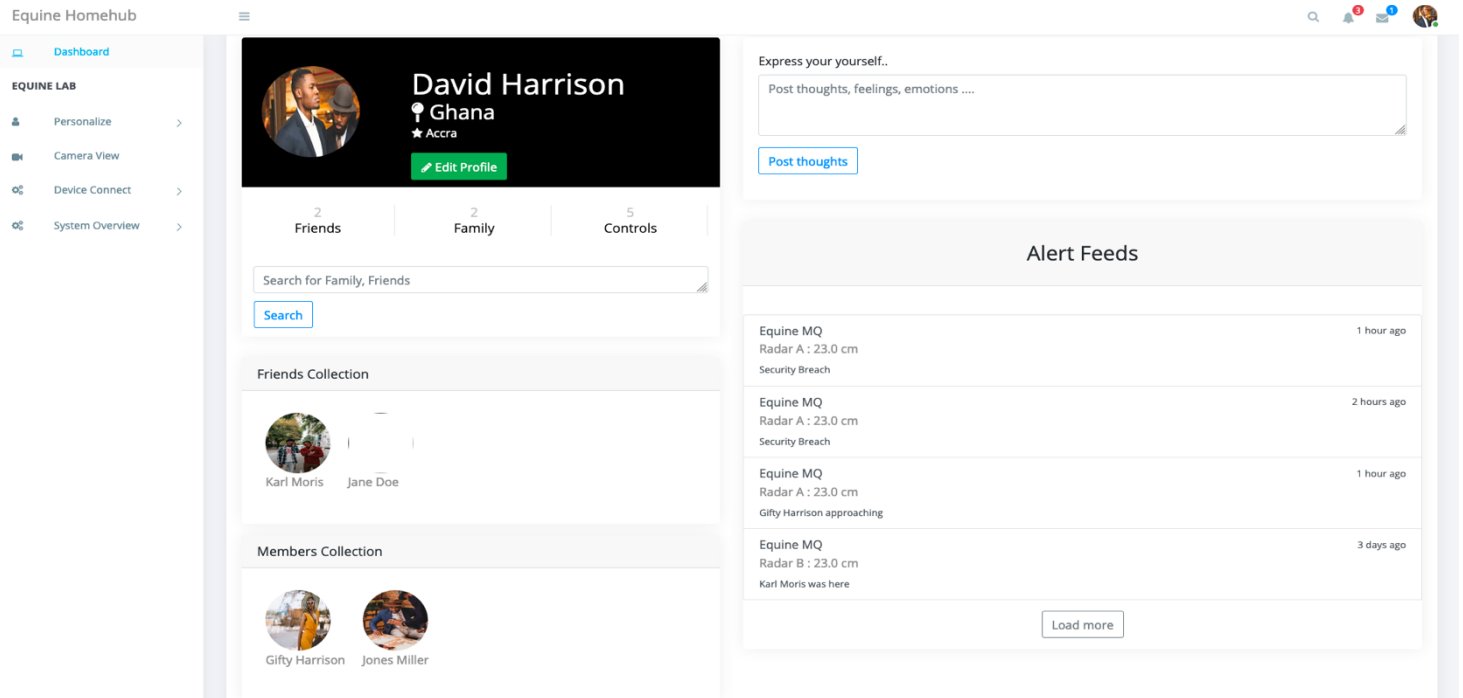 Equine Homehub
3
1
Dashboard
EQUINE LAB
Personalize
Camera View
Device Connect
System Overview
David Harrison
Ghana
Accra
Edit Profile
2
Friends
2
Family
5
Controls
Search for Family, Friends
Search
Friends Collection
Karl Moris
Jane Doe
Members Collection
Gifty Harrison
Jones Miller
Express your yourself..
Post thoughts, feelings, emotions ....
Post thoughts
Alert Feeds
Equine MQ
1 hour ago
Radar A : 23.0 cm
Security Breach
Equine MQ
2 hours ago
Radar A : 23.0 cm
Security Breach
Equine MQ
1 hour ago
Radar A : 23.0 cm
Gifty Harrison approaching
Equine MQ
3 days ago
Radar B : 23.0 cm
Karl Moris was here
Load more